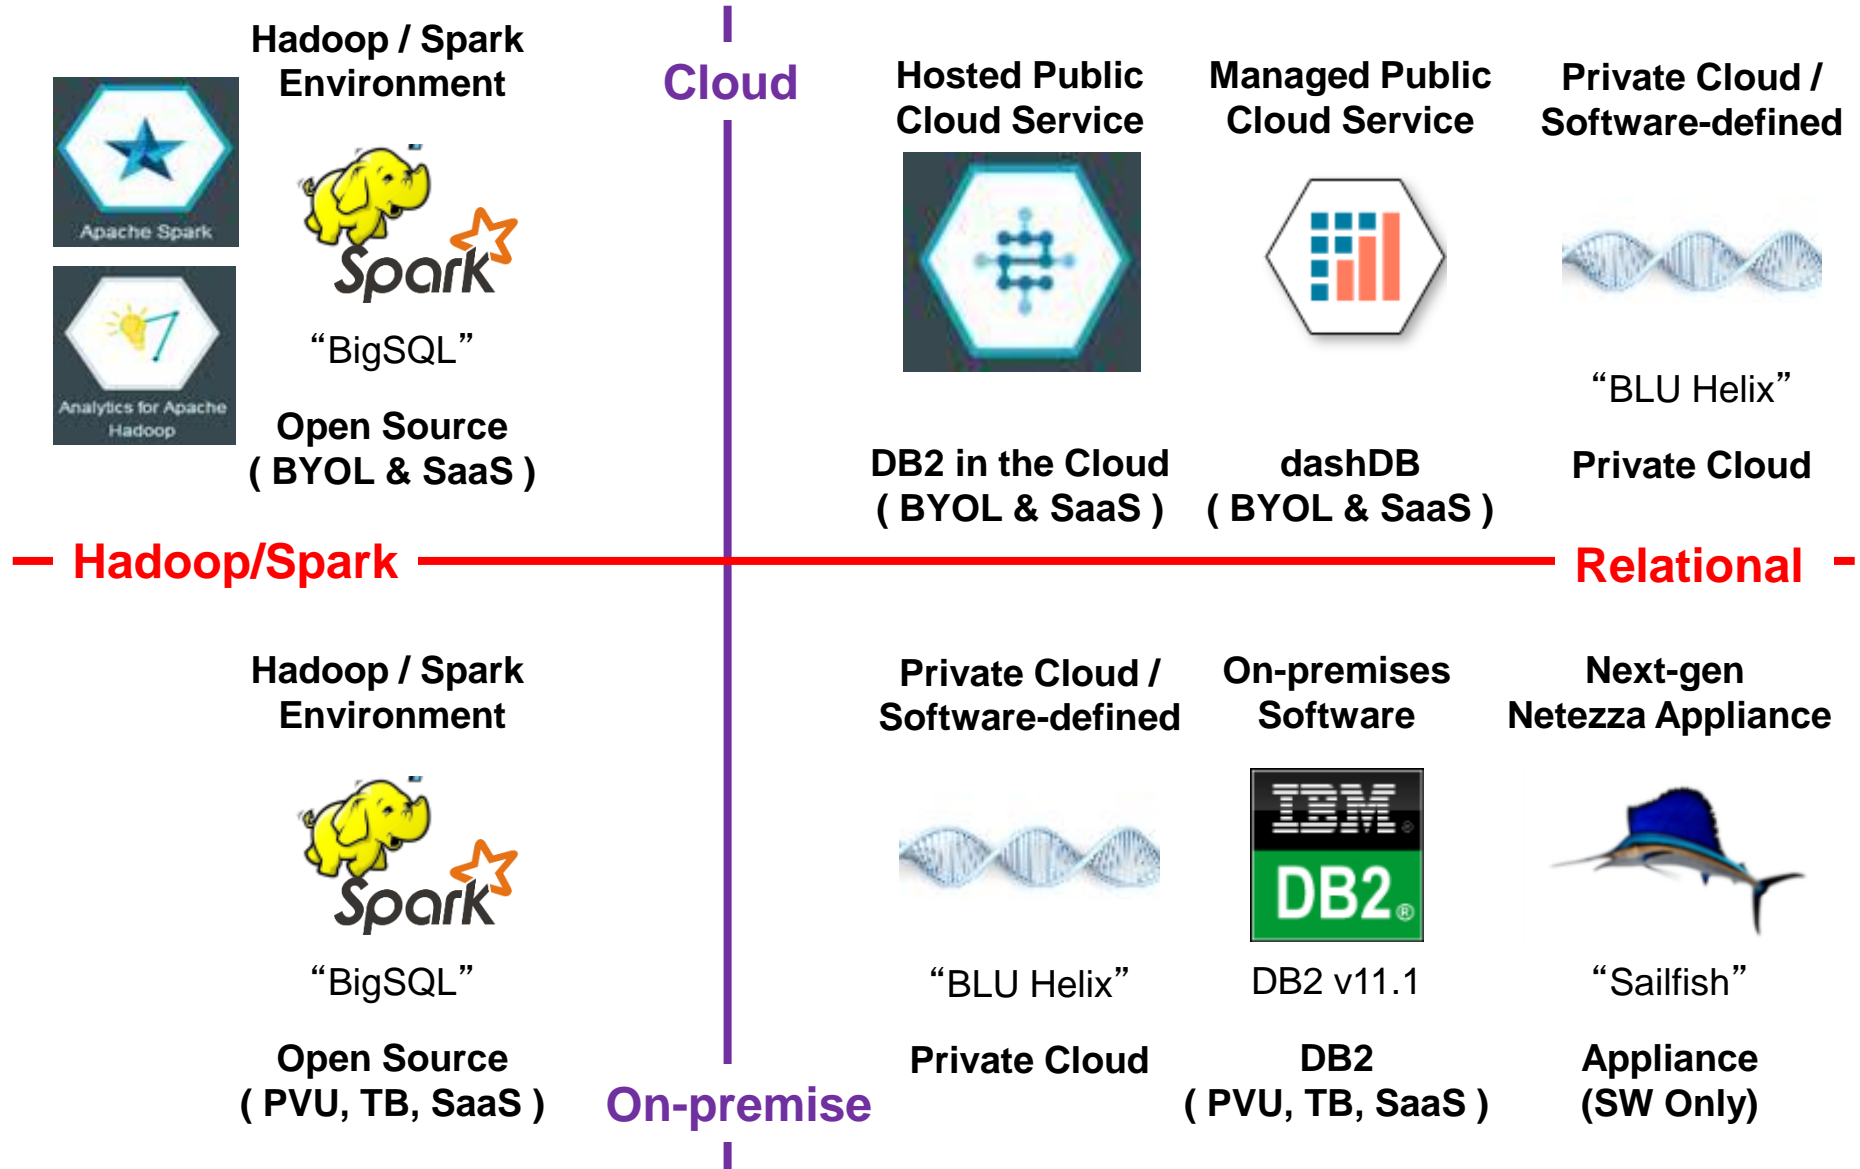 Hadoop / Spark
Environment
Apache Spark
Spark
“BigSQL”
Analytics for Apache
Hadoop
Open Source
( BYOL & SaaS )
Cloud
Hosted Public
Cloud Service
DB2 in the Cloud
( BYOL & SaaS )
Managed Public
Cloud Service
dashDB
( BYOL & SaaS )
Private Cloud /
Software-defined
“BLU Helix”
Private Cloud
Hadoop/Spark
Relational
Hadoop / Spark
Environment
Spark
“BigSQL”
Open Source
( PVU, TB, SaaS )
On-premise
Private Cloud /
Software-defined
“BLU Helix”
Private Cloud
On-premises
Software
IBM®
DB2®
DB2 v11.1
DB2
( PVU, TB, SaaS )
Next-gen
Netezza Appliance
“Sailfish”
Appliance
(SW Only)